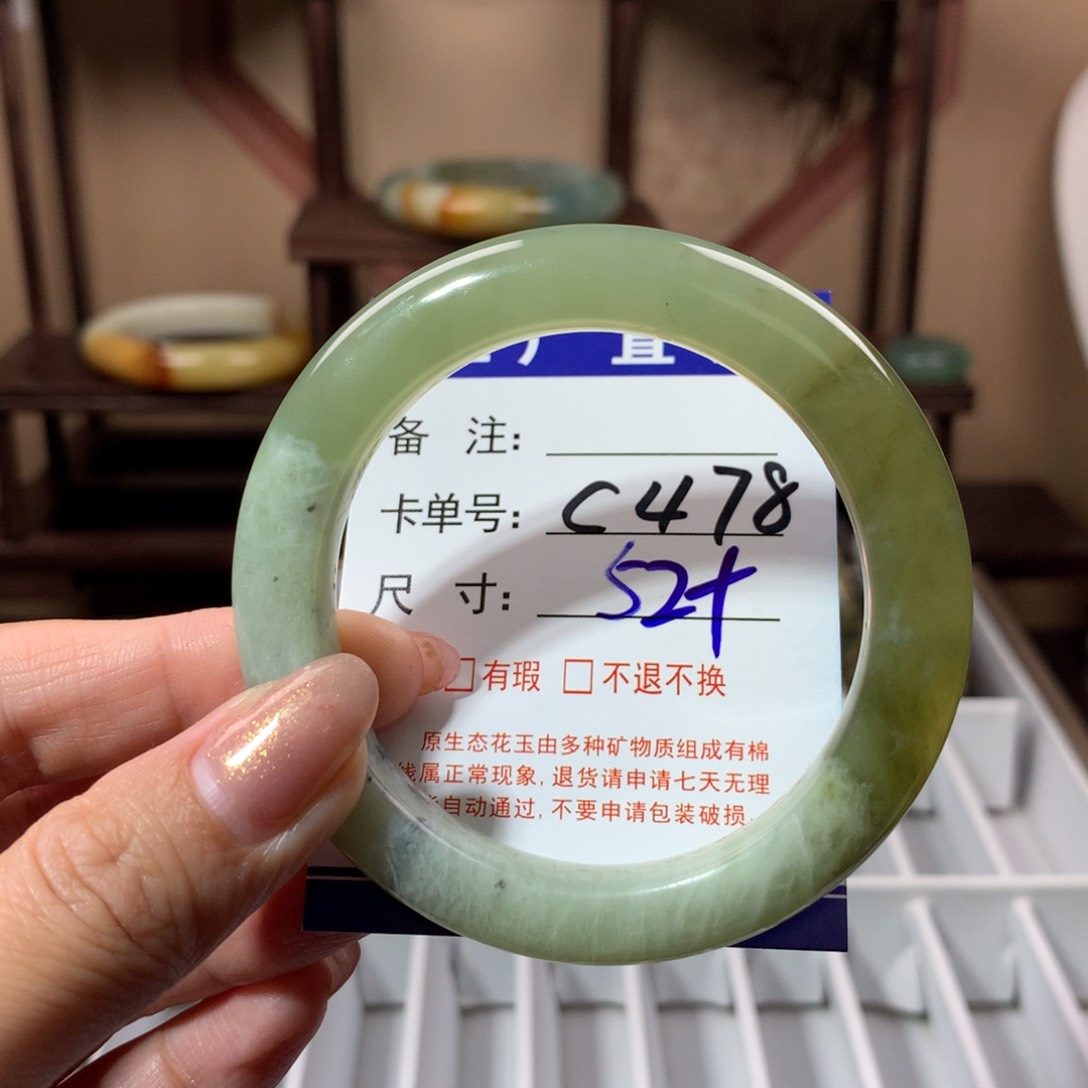 厂 直
备 注:
卡单号: C478
尺 寸: 52+
□有瑕 □不退不换
原生态花玉由多种矿物质组成有棉
线属正常现象, 退货请申请七天无理
自动通过, 不要申请包装破损.